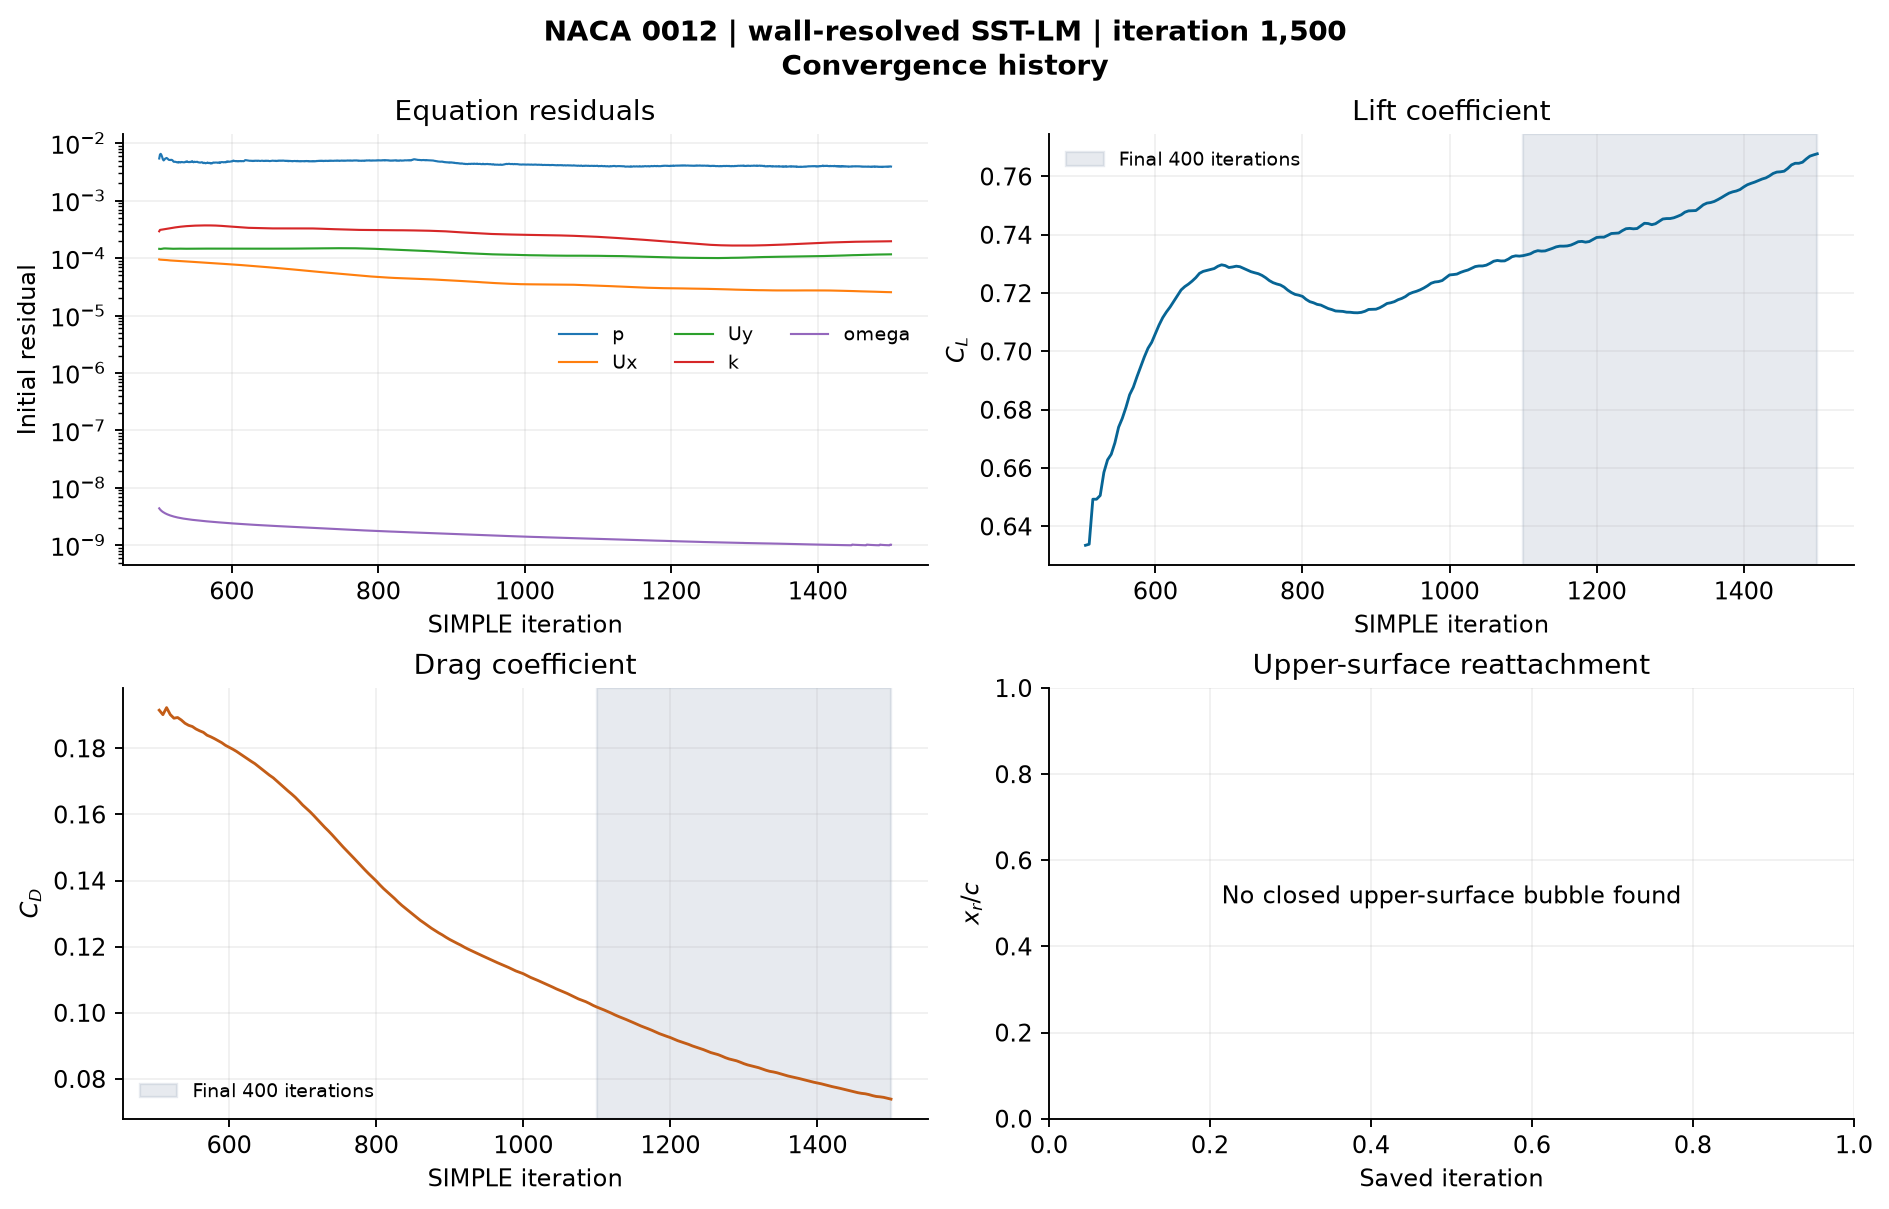 NACA 0012 | wall-resolved SST-LM | iteration 1,500
Convergence history
Equation residuals
10⁻²
10⁻³
10⁻⁴
10⁻⁵
10⁻⁶
10⁻⁷
10⁻⁸
10⁻⁹
Initial residual
p
Uy
omega
Ux
k
600
800
1000
1200
1400
SIMPLE iteration
Lift coefficient
Final 400 iterations
0.76
0.74
0.72
0.70
0.68
0.66
0.64
C_L
600
800
1000
1200
1400
SIMPLE iteration
Drag coefficient
0.18
0.16
0.14
0.12
0.10
0.08
C_D
Final 400 iterations
600
800
1000
1200
1400
SIMPLE iteration
Upper-surface reattachment
1.0
0.8
0.6
0.4
0.2
0.0
x_r/c
No closed upper-surface bubble found
0.0
0.2
0.4
0.6
0.8
1.0
Saved iteration